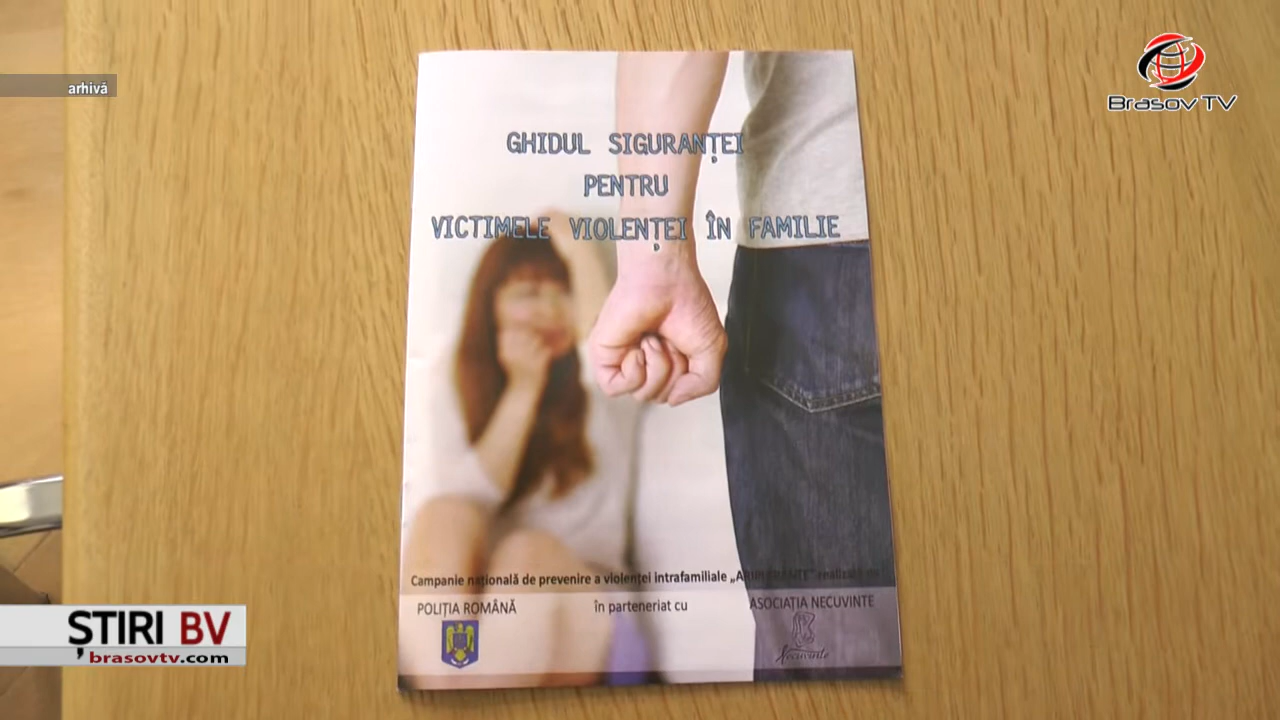 arhivă
Brasov TV
GHIDUL SIGURANȚEI
PENTRU
VICTIMELE VIOLENȚEI ÎN FAMILIE
Campanie națională de prevenire a violenței intrafamiliale
POLIȚIA ROMÂNĂ
în parteneriat cu
ASOCIAȚIA NECUVINTE
Necuvinte
ȘTIRI BV
brasovtv.com